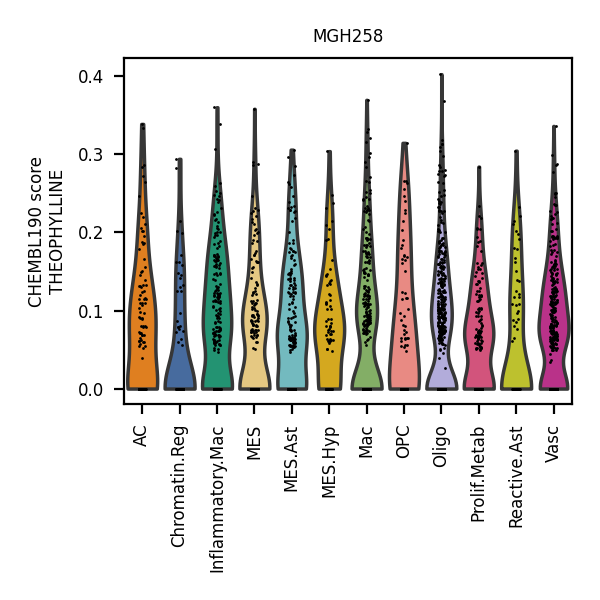 MGH258
CHEMBL190 score
THEOPHYLLINE
0.4
0.3
0.2
0.1
0.0
AC
Chromatin.Reg
Inflammatory.Mac
MES
MES.Ast
MES.Hyp
Mac
OPC
Oligo
Prolif.Metab
Reactive.Ast
Vasc